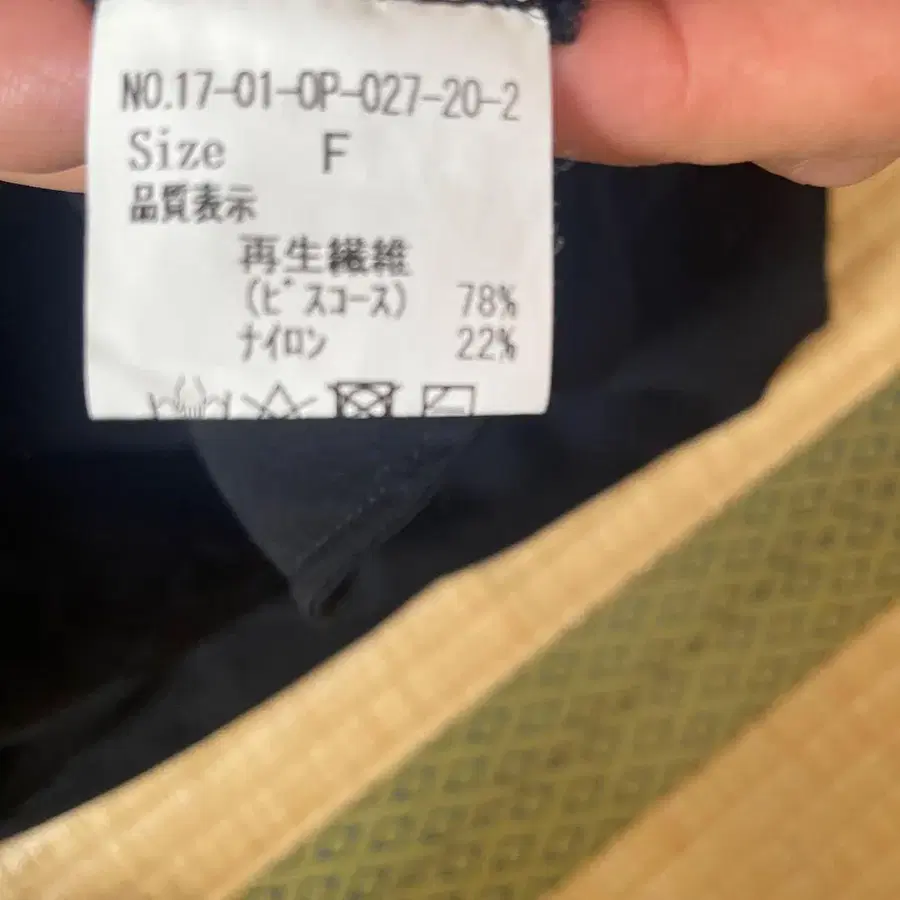 NO.17-01-OP-027-20-2
Size F
品質表示
再生繊維
(ビスコース) 78%
ナイロン 22%